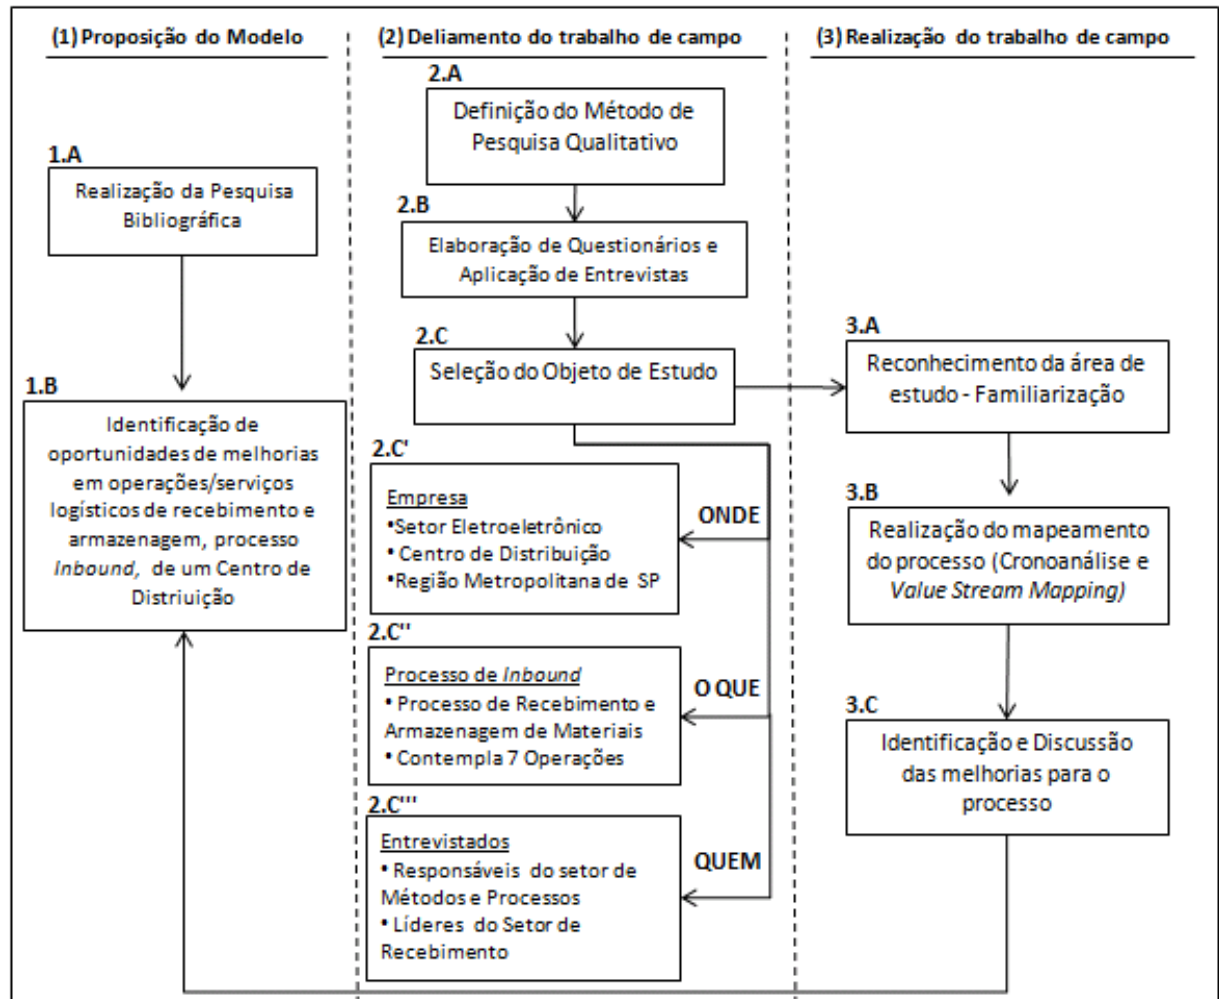 (1) Proposição do Modelo
1.A
Realização da Pesquisa
Bibliográfica
1.B
Identificação de
oportunidades de melhorias
em operações/serviços
logísticos de recebimento e
armazenagem, processo
Inbound, de um Centro de
Distriuição
(2) Deliamento do trabalho de campo
2.A
Definição do Método de
Pesquisa Qualitativo
2.B
Elaboração de Questionários e
Aplicação de Entrevistas
2.C
Seleção do Objeto de Estudo
2.C'
Empresa
•Setor Eletroeletrônico
• Centro de Distribuição
•Região Metropolitana de SP
ONDE
2.C''
Processo de Inbound
• Processo de Recebimento e
Armazenagem de Materiais
• Contempla 7 Operações
O QUE
2.C'''
Entrevistados
• Responsáveis do setor de
Métodos e Processos
• Líderes do Setor de
Recebimento
QUEM
(3) Realização do trabalho de campo
3.A
Reconhecimento da área de
estudo - Familiarização
3.B
Realização do mapeamento
do processo (Cronoanálise e
Value Stream Mapping)
3.C
Identificação e Discussão
das melhorias para o
processo